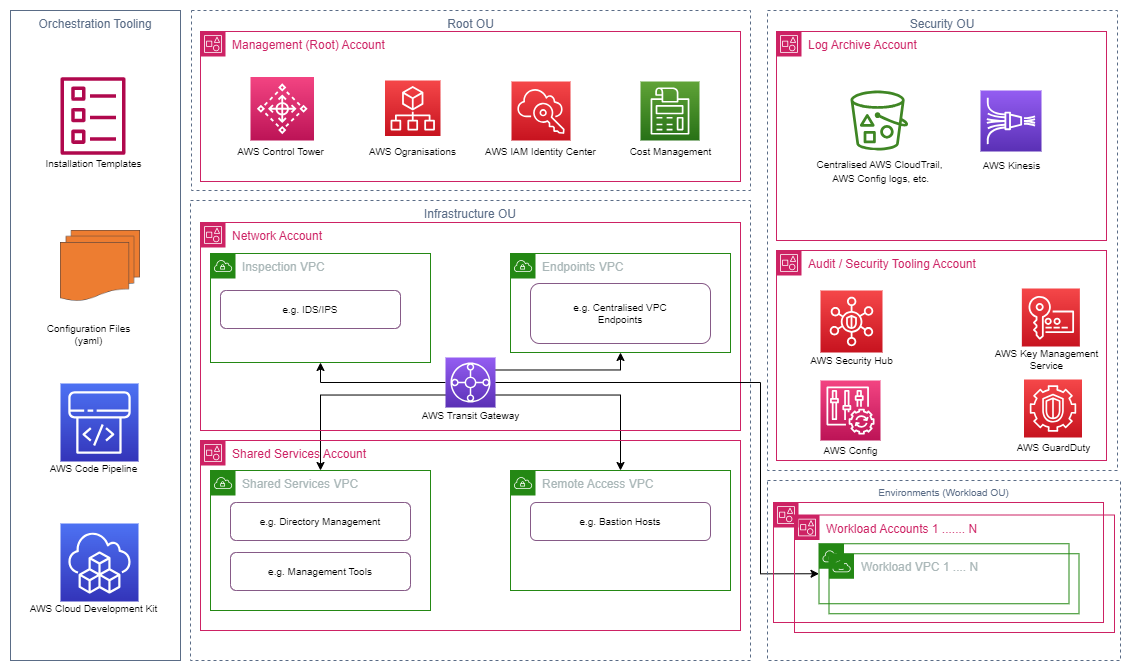 Orchestration Tooling
Installation Templates
Configuration Files
(yaml)
AWS Code Pipeline
AWS Cloud Development Kit
Root OU
Management (Root) Account
AWS Control Tower
AWS Ogranisations
AWS IAM Identity Center
Cost Management
Infrastructure OU
Network Account
Inspection VPC
e.g. IDS/IPS
Endpoints VPC
e.g. Centralised VPC
Endpoints
AWS Transit Gateway
Shared Services Account
Shared Services VPC
e.g. Directory Management
e.g. Management Tools
Remote Access VPC
e.g. Bastion Hosts
Security OU
Log Archive Account
Centralised AWS CloudTrail,
AWS Config logs, etc.
AWS Kinesis
Audit / Security Tooling Account
AWS Security Hub
AWS Key Management
Service
AWS Config
AWS GuardDuty
Environments (Workload OU)
Workload Accounts 1 ....... N
Workload VPC 1 .... N